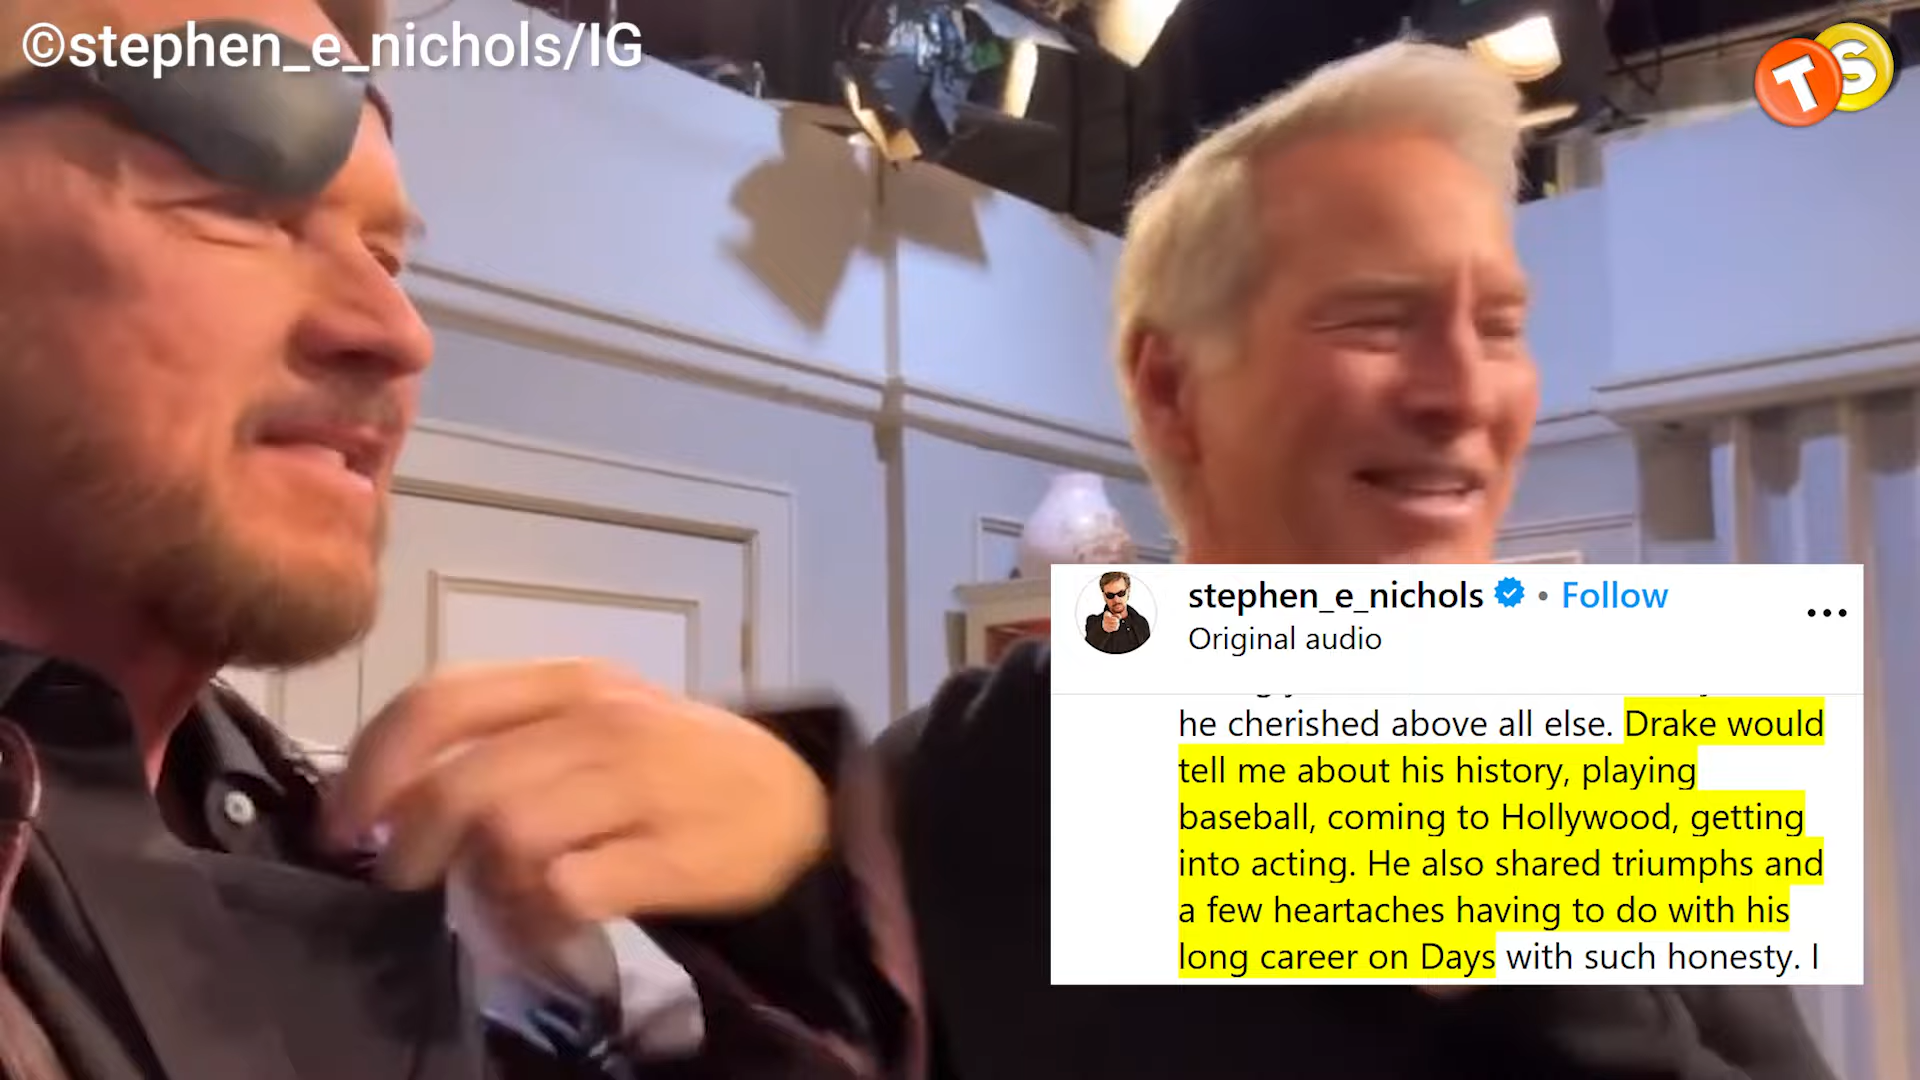 ©stephen_e_nichols/IG
TS
stephen_e_nichols • Follow
Original audio
he cherished above all else. Drake would
tell me about his history, playing
baseball, coming to Hollywood, getting
into acting. He also shared triumphs and
a few heartaches having to do with his
long career on Days with such honesty. I